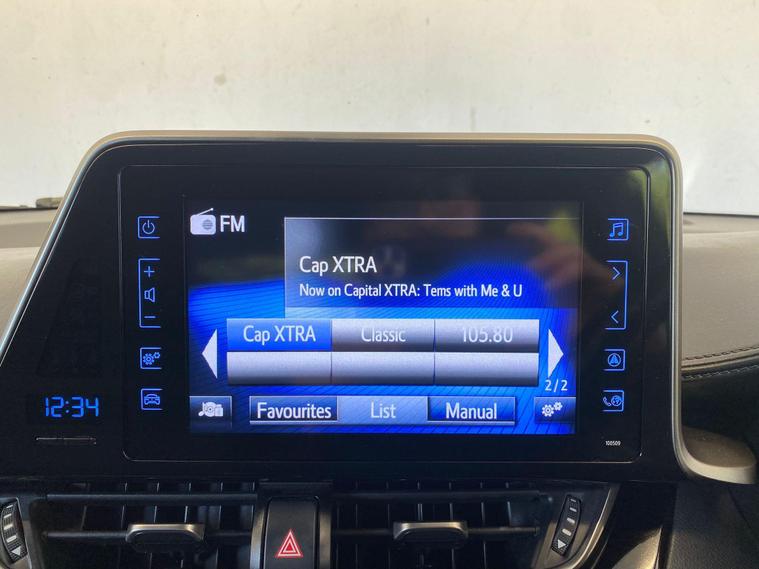 FM
Cap XTRA
Now on Capital XTRA: Tems with Me & U
Cap XTRA Classic 105.80
2/2
Favourites List Manual
12:34
100509